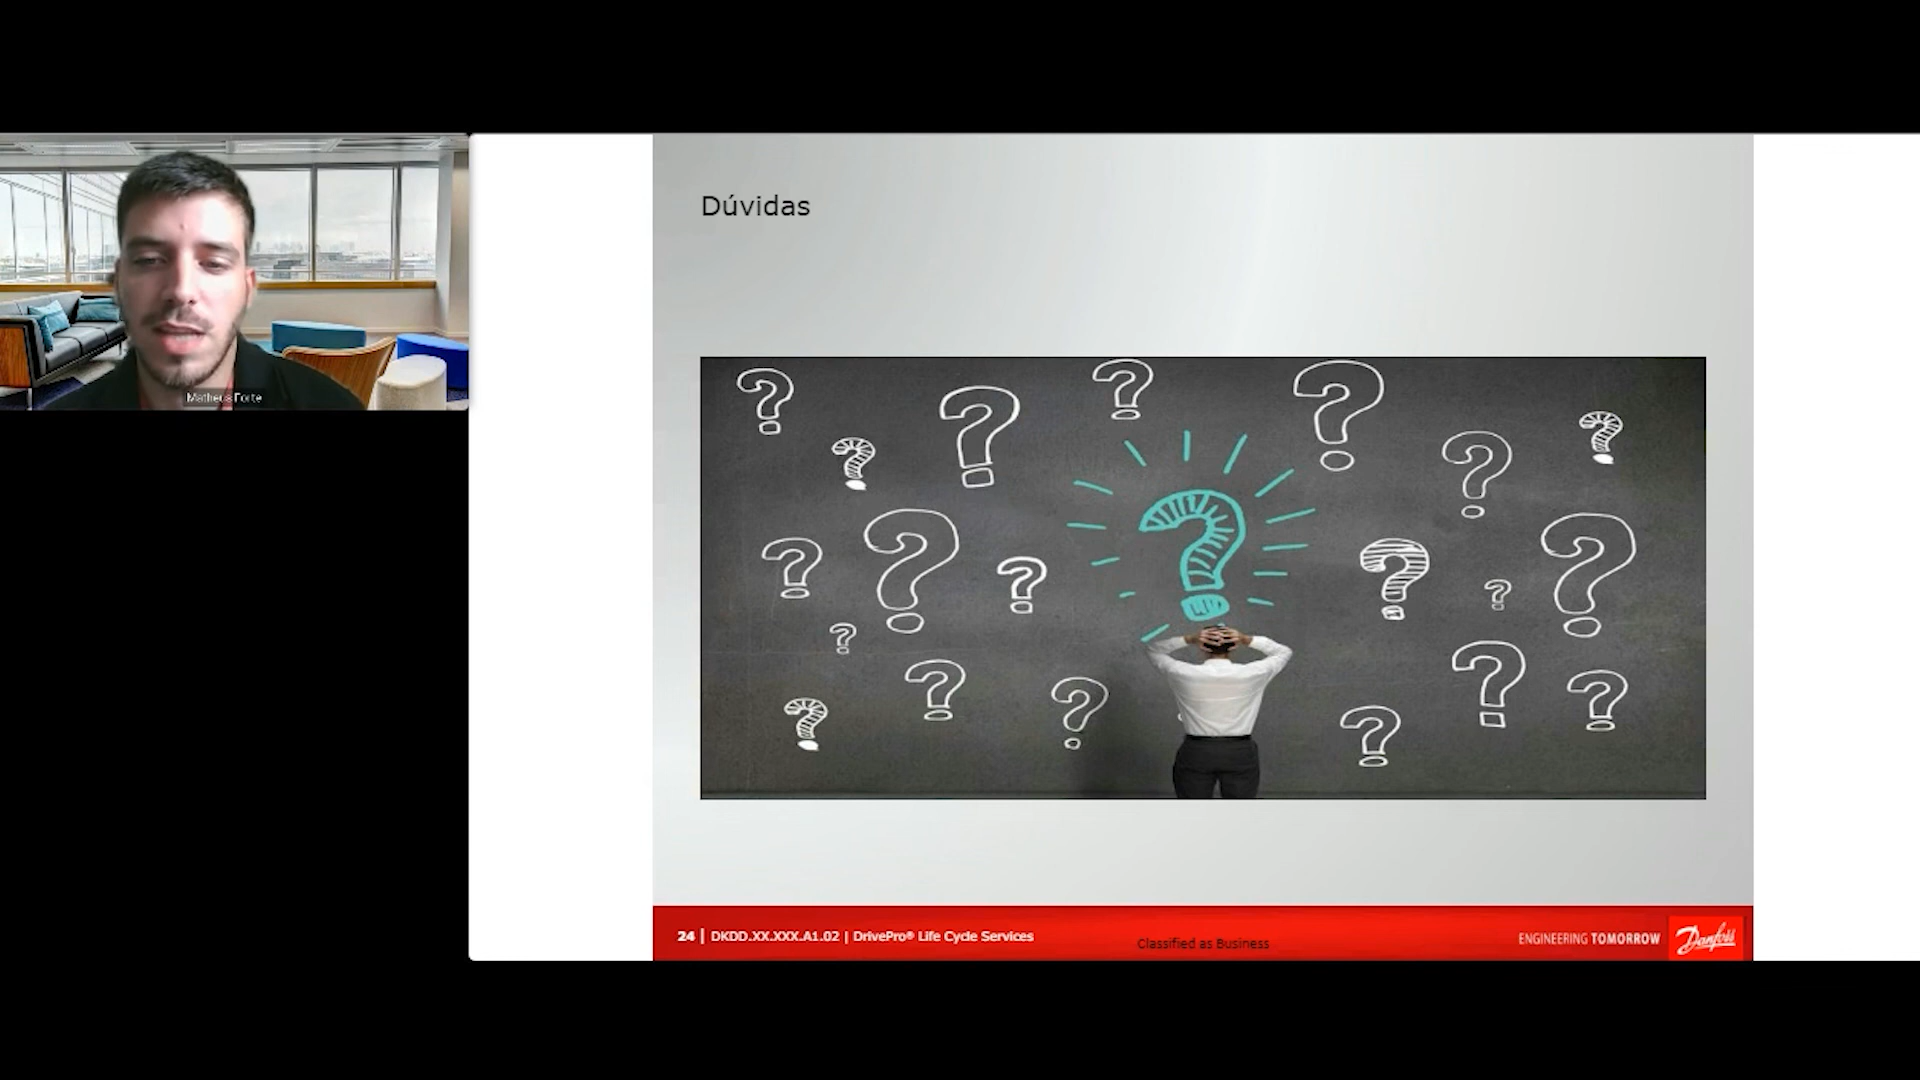 Matheus Forte
Dúvidas
24 | DKDD.XX.XXX.A1.02 | DrivePro® Life Cycle Services
Classified as Business
ENGINEERING TOMORROW
Danfoss